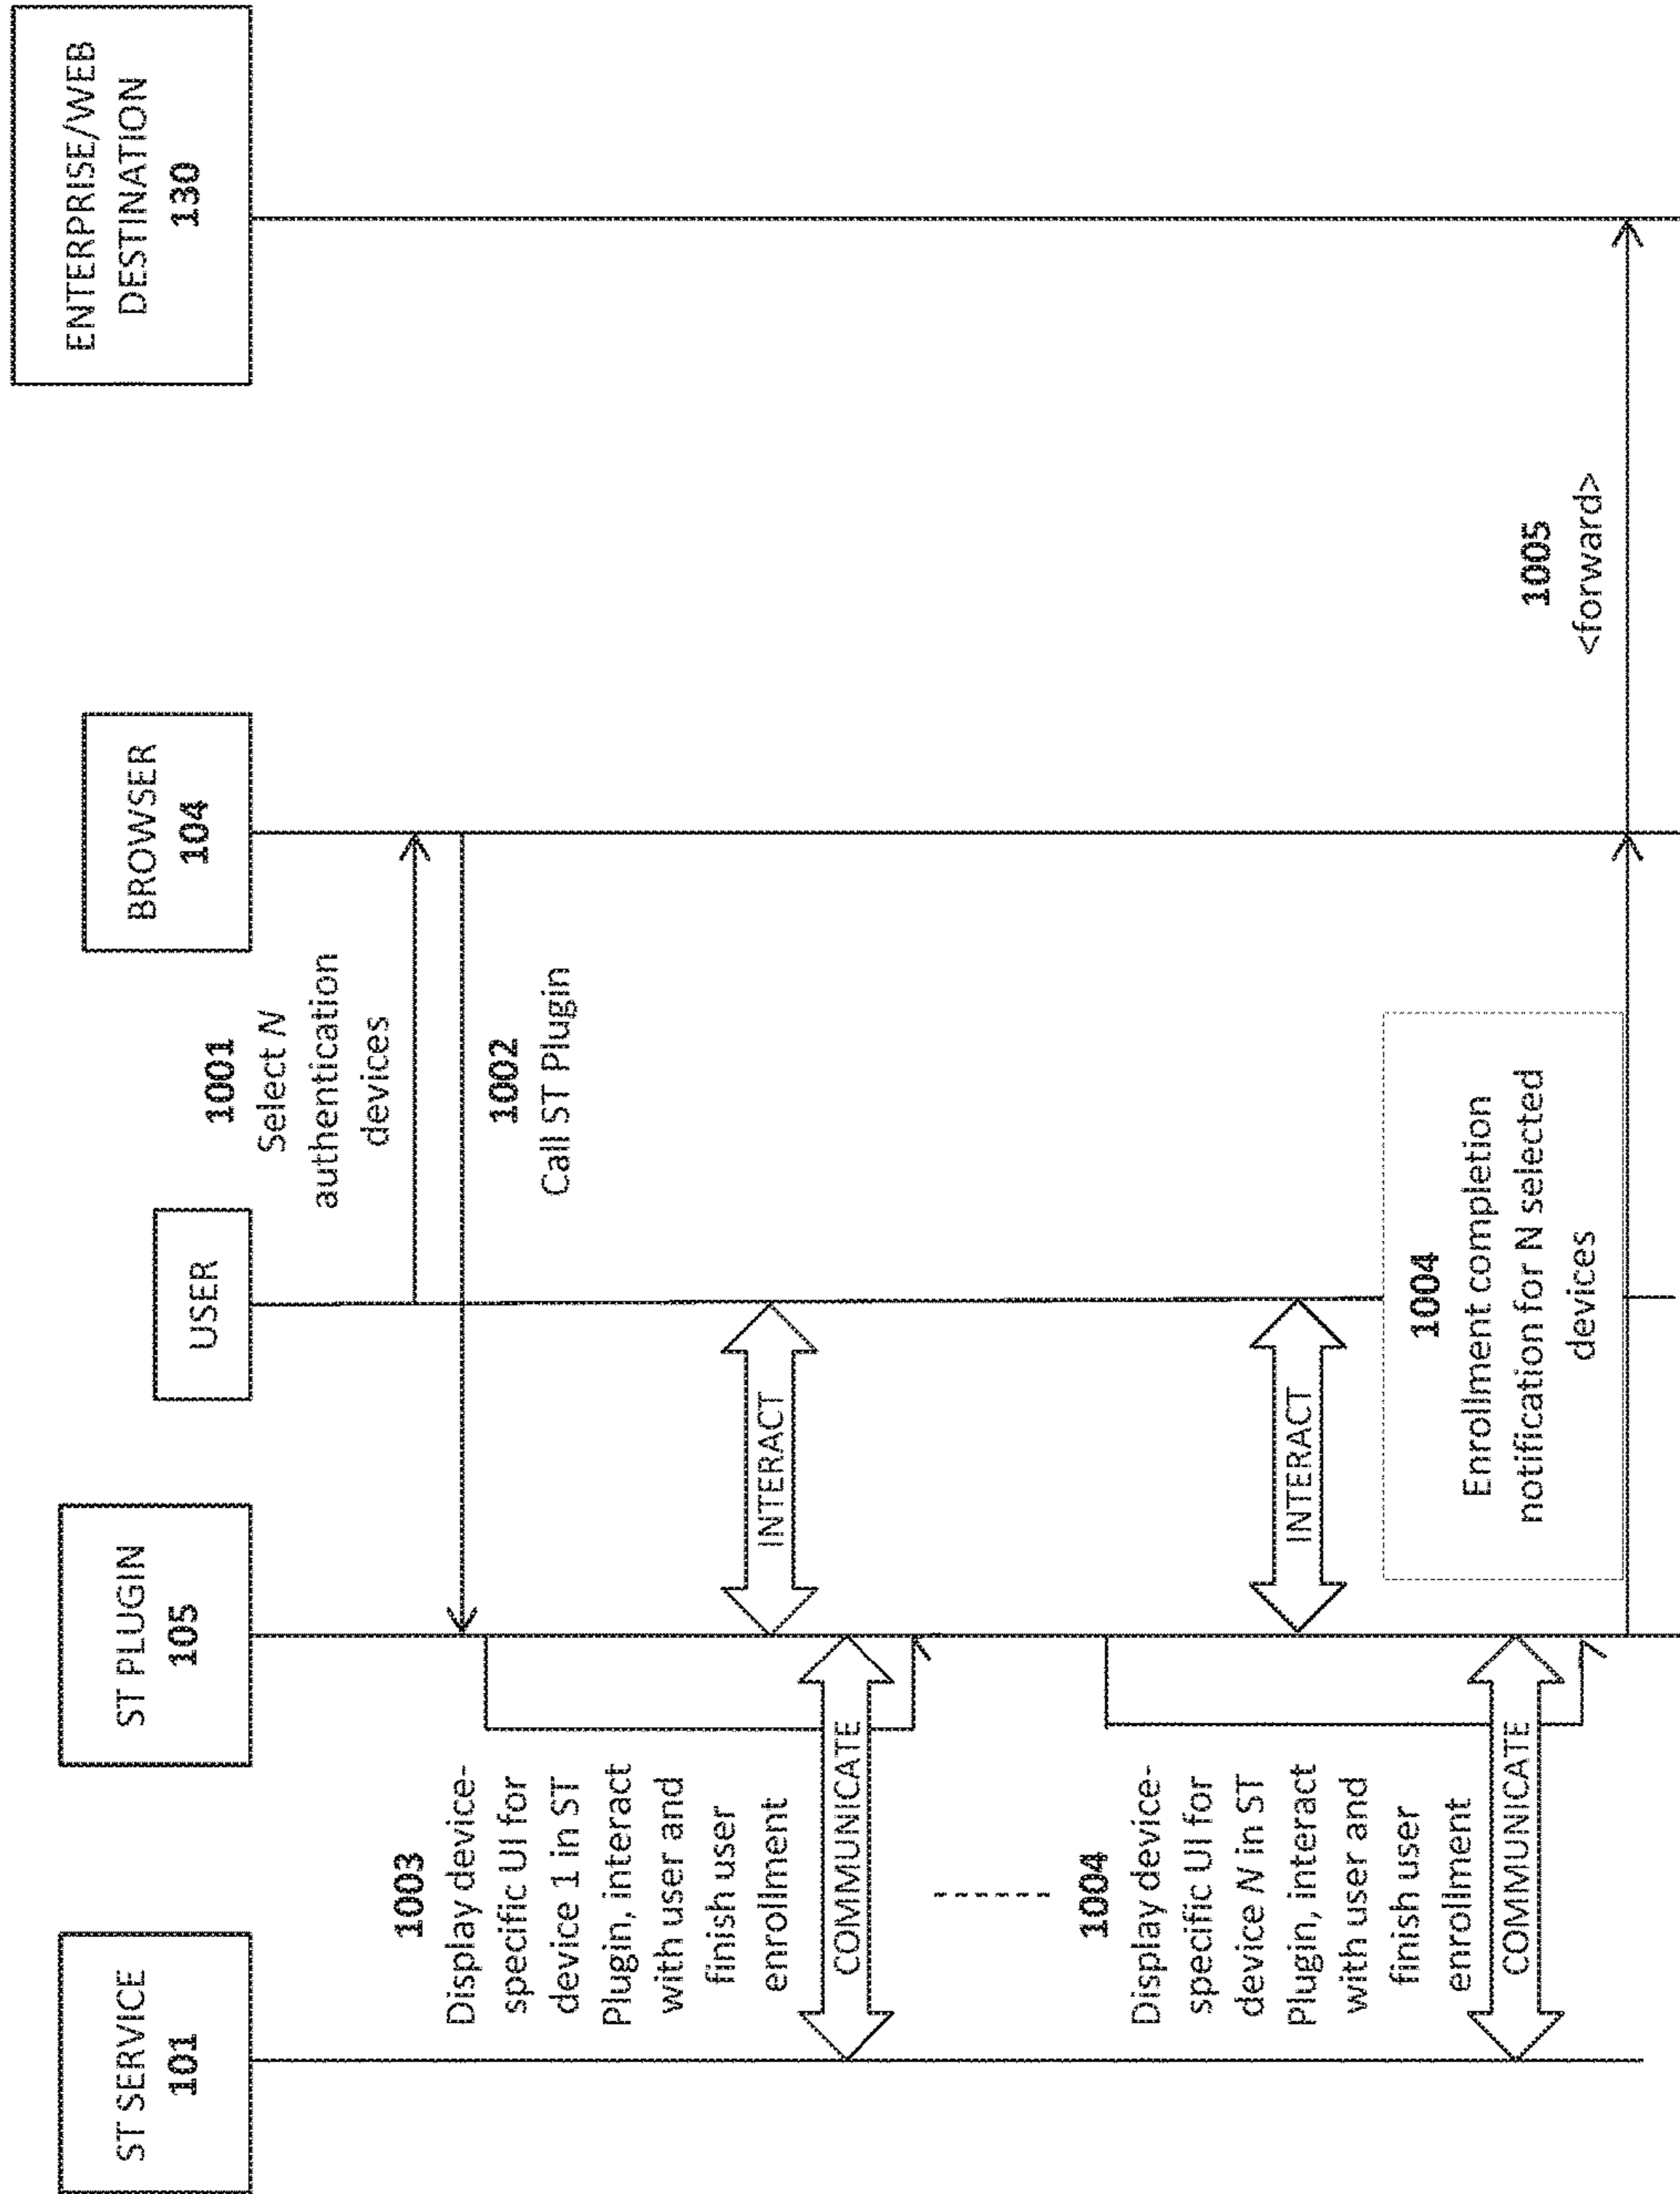 ST SERVICE
101
ST PLUGIN
105
USER
BROWSER
104
ENTERPRISE/WEB
DESTINATION
130
1001
Select N
authentication
devices
1002
Call ST Plugin
1003
Display device-
specific UI for
device 1 in ST
Plugin, interact
with user and
finish user
enrollment
INTERACT
COMMUNICATE
1004
Display device-
specific UI for
device N in ST
Plugin, interact
with user and
finish user
enrollment
INTERACT
COMMUNICATE
1004
Enrollment completion
notification for N selected
devices
1005
<forward>